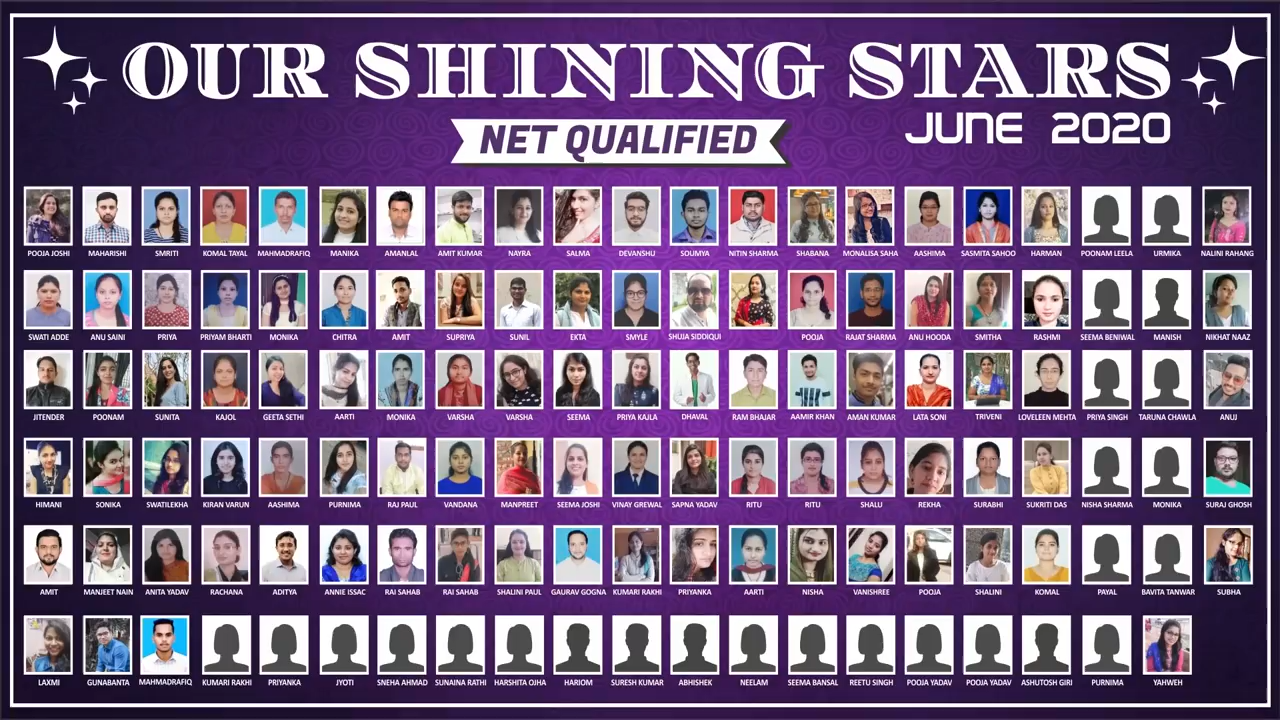 OUR SHINING STARS
JUNE 2020
NET QUALIFIED
POOJA JOSHI MAHARISHI SMRITI KOMAL TAYAL MAHMADRAFIQ MANIKA AMANLAL AMIT KUMAR NAYRA SALMA DEVANSHU SOUMYA NITIN SHARMA SHABANA MONALISA SAHA AASHIMA SASMITA SAHOO HARMAN POONAM LEELA URMIKA NALINI RAHANG
SWATI ADDE ANU SAINI PRIYA PRIYAM BHARTI MONIKA CHITRA AMIT SUPRIYA SUNIL EKTA SMYLE SHUJA SIDDIQUI POOJA RAJAT SHARMA ANU HOODA SMITHA RASHMI SEEMA BENIWAL MANISH NIKHAT NAAZ
JITENDER POONAM SUNITA KAJOL GEETA SETHI AARTI MONIKA VARSHA VARSHA SEEMA PRIYA KAJLA DHAVAL RAM BHAJAR AAMIR KHAN AMAN KUMAR LATA SONI TRIVENI LOVELEEN MEHTA PRIYA SINGH TARUNA CHAWLA ANUJ
HIMANI SONIKA SWATILEKHA KIRAN VARUN AASHIMA PURNIMA RAJ PAUL VANDANA MANPREET SEEMA JOSHI VINAY GREWAL SAPNA YADAV RITU RITU SHALU REKHA SURABHI SUKRITI DAS NISHA SHARMA MONIKA SURAJ GHOSH
AMIT MANJEET NAIN ANITA YADAV RACHANA ADITYA ANNIE ISSAC RAI SAHAB RAI SAHAB SHALINI PAUL GAURAV GOGNA KUMARI RAKHI PRIYANKA AARTI NISHA VANISHREE POOJA SHALINI KOMAL PAYAL BAVITA TANWAR SUBHA
LAXMI GUNABANTA MAHMADRAFIQ KUMARI RAKHI PRIYANKA JYOTI SNEHA AHMAD SUNAINA RATHI HARSHITA OJHA HARIOM SURESH KUMAR ABHISHEK NEELAM SEEMA BANSAL REETU SINGH POOJA YADAV POOJA YADAV ASHUTOSH GIRI PURNIMA YAHWEH